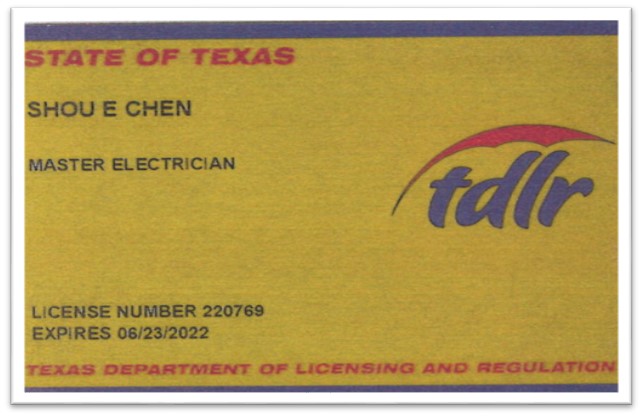 STATE OF TEXAS
SHOU E CHEN
MASTER ELECTRICIAN
tdlr
LICENSE NUMBER 220769
EXPIRES 06/23/2022
TEXAS DEPARTMENT OF LICENSING AND REGULATION